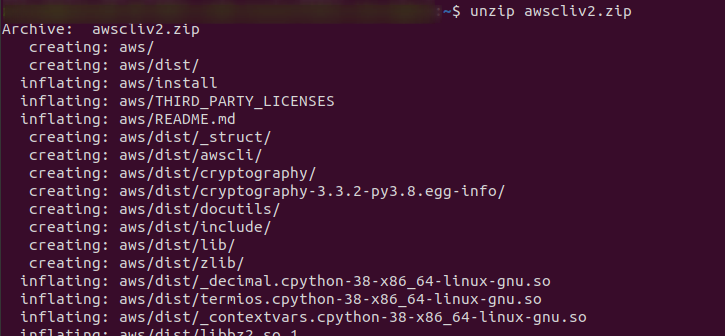 :~$ unzip awscliv2.zip
Archive:  awscliv2.zip
   creating: aws/
   creating: aws/dist/
  inflating: aws/install
  inflating: aws/THIRD_PARTY_LICENSES
  inflating: aws/README.md
   creating: aws/dist/_struct/
   creating: aws/dist/awscli/
   creating: aws/dist/cryptography/
   creating: aws/dist/cryptography-3.3.2-py3.8.egg-info/
   creating: aws/dist/docutils/
   creating: aws/dist/include/
   creating: aws/dist/lib/
   creating: aws/dist/zlib/
  inflating: aws/dist/_decimal.cpython-38-x86_64-linux-gnu.so
  inflating: aws/dist/termios.cpython-38-x86_64-linux-gnu.so
  inflating: aws/dist/_contextvars.cpython-38-x86_64-linux-gnu.so
  inflating: aws/dist/libbz2.so.1